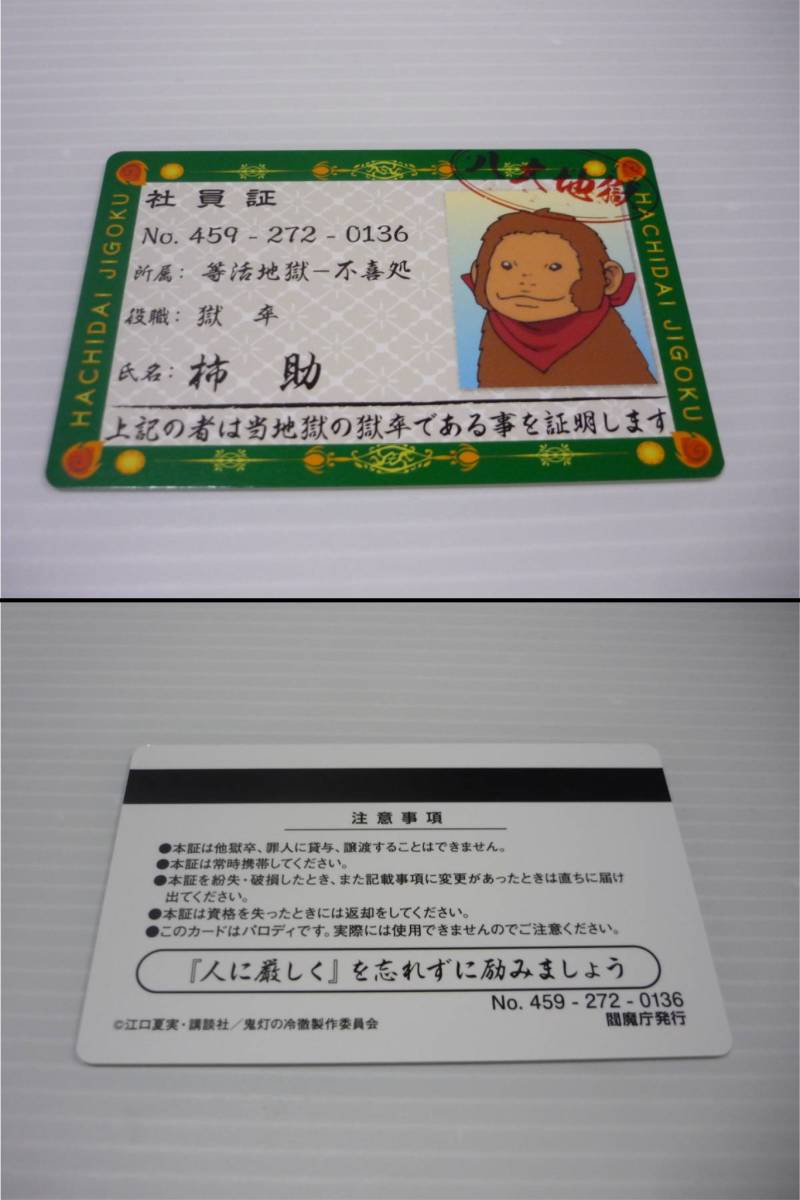 八大地獄
HACHIDAI JIGOKU
HACHIDAI JIGOKU
社員証
No. 459 - 272 - 0136
所属: 等活地獄-不喜処
役職: 獄 卒
氏名: 柿 助
上記の者は当地獄の獄卒である事を証明します
注意事項
●本証は他獄卒、罪人に貸与、譲渡することはできません。
●本証は常時携帯してください。
●本証を紛失・破損したとき、また記載事項に変更があったときは直ちに届け
出てください。
●本証は資格を失ったときには返却をしてください。
●このカードはパロディです。実際には使用できませんのでご注意ください。
『人に厳しく』を忘れずに励みましょう
No. 459 - 272 - 0136
©江口夏実・講談社/鬼灯の冷徹製作委員会
閻魔庁発行